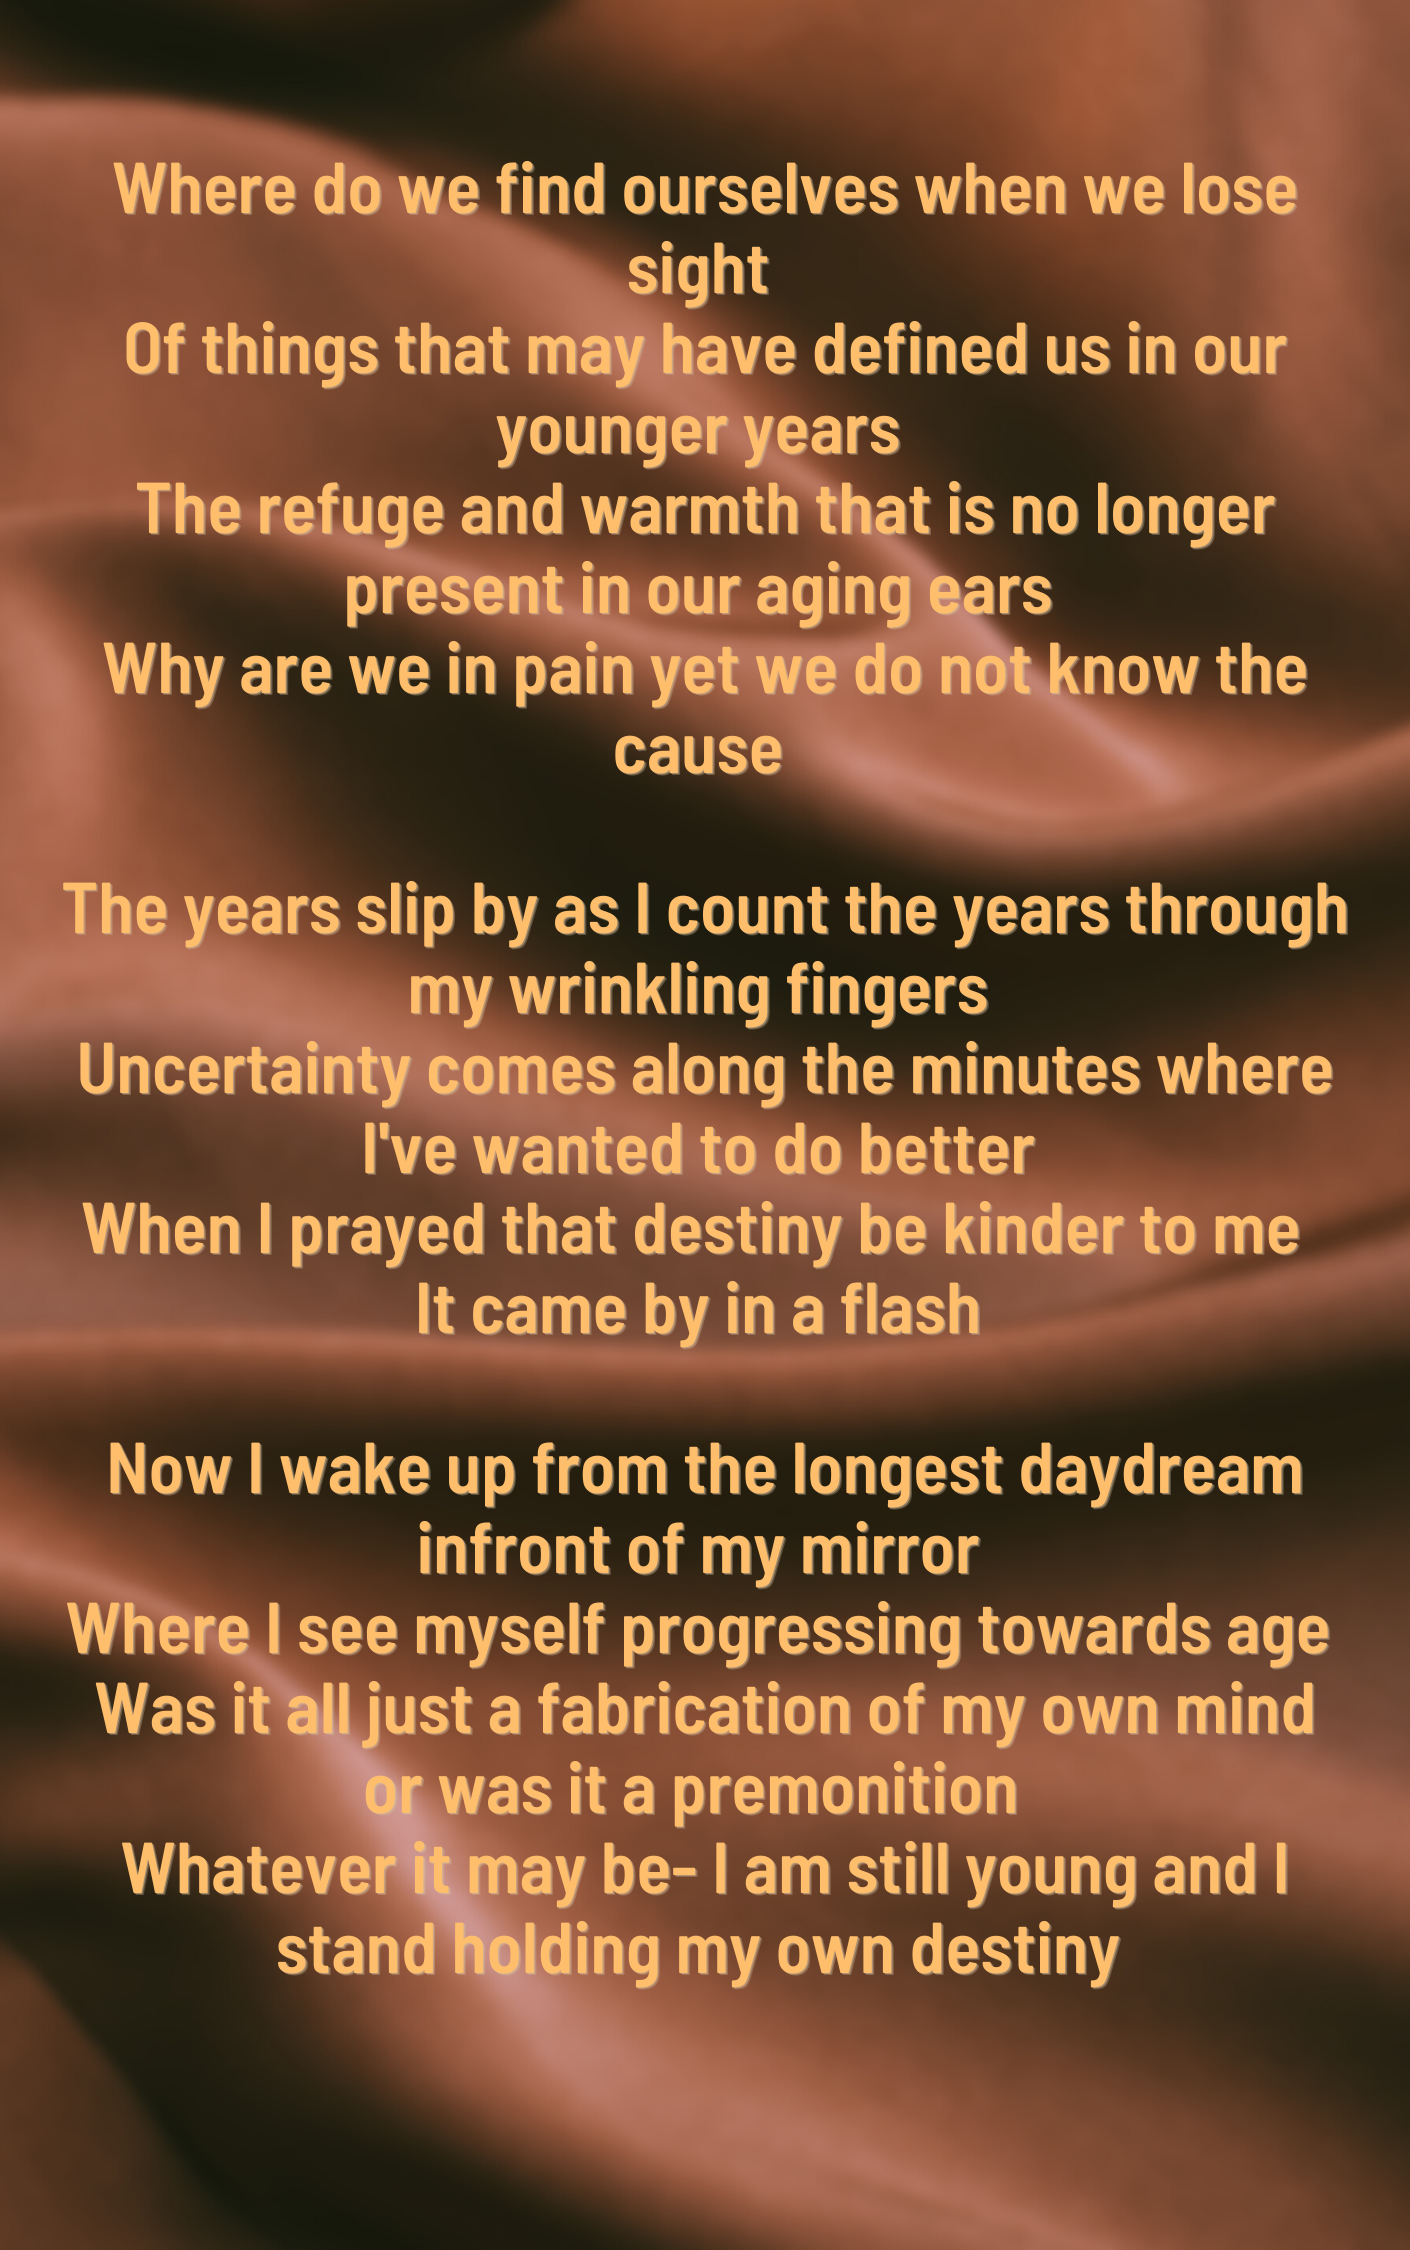 Where do we find ourselves when we lose
sight
Of things that may have defined us in our
younger years
The refuge and warmth that is no longer
present in our aging ears
Why are we in pain yet we do not know the
cause
The years slip by as I count the years through
my wrinkling fingers
Uncertainty comes along the minutes where
I've wanted to do better
When I prayed that destiny be kinder to me
It came by in a flash
Now I wake up from the longest daydream
infront of my mirror
Where I see myself progressing towards age
Was it all just a fabrication of my own mind
or was it a premonition
Whatever it may be- I am still young and I
stand holding my own destiny